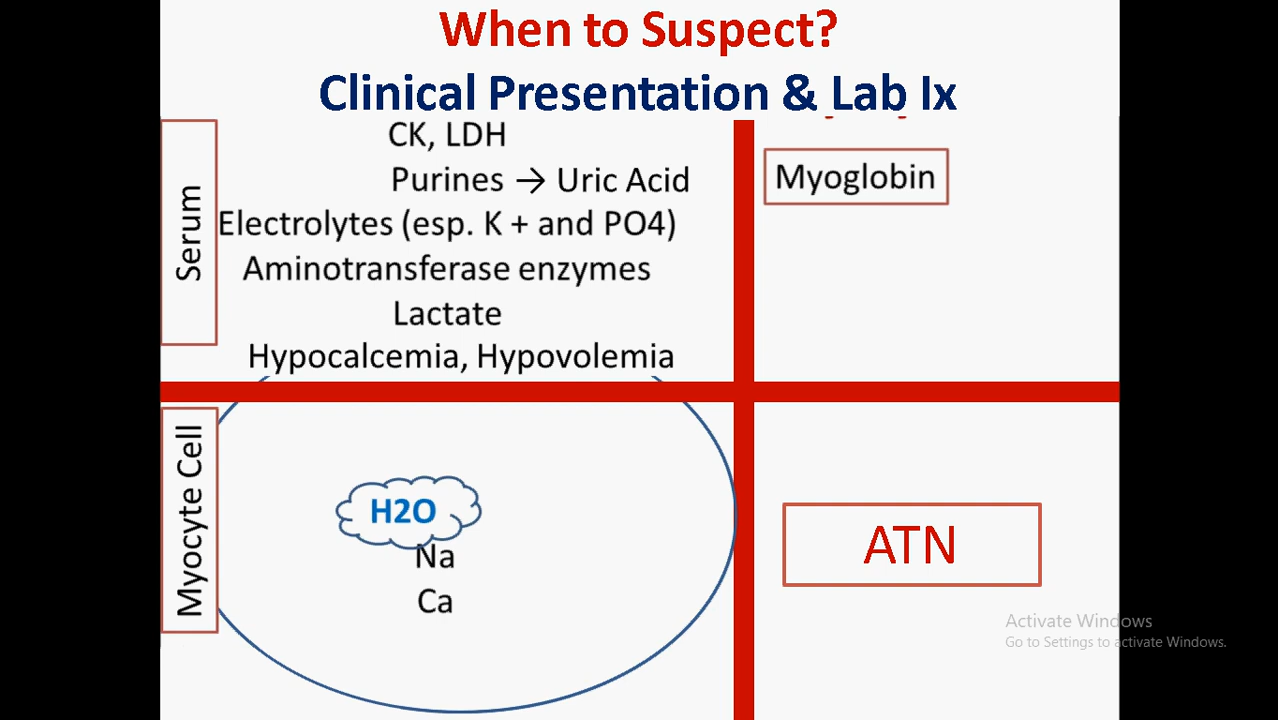 When to Suspect?
Clinical Presentation & Lab Ix
Serum
CK, LDH
Purines → Uric Acid
Electrolytes (esp. K + and PO4)
Aminotransferase enzymes
Lactate
Hypocalcemia, Hypovolemia
Myoglobin
Myocyte Cell
H2O
Na
Ca
ATN
Activate Windows
Go to Settings to activate Windows.